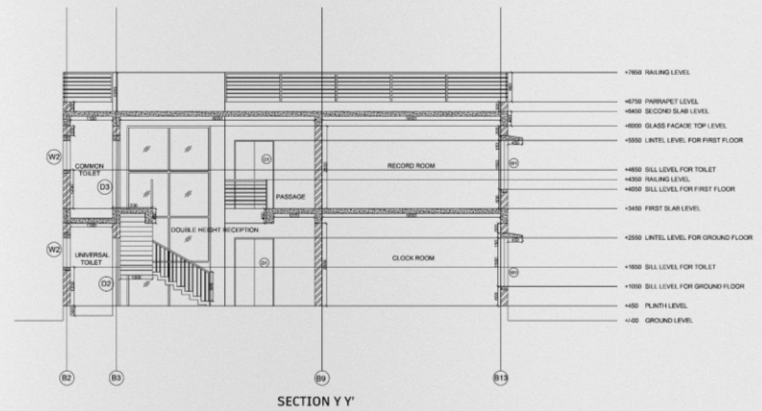 +7650 RAILING LEVEL
+6750 PARRAPET LEVEL
+6450 SECOND SLAB LEVEL
+6000 GLASS FACADE TOP LEVEL
+5550 LINTEL LEVEL FOR FIRST FLOOR
W2
COMMON
TOILET
D3
RECORD ROOM
+4650 SILL LEVEL FOR TOILET
+4350 RAILING LEVEL
+4050 SILL LEVEL FOR FIRST FLOOR
PASSAGE
+3450 FIRST SLAB LEVEL
DOUBLE HEIGHT RECEPTION
+2550 LINTEL LEVEL FOR GROUND FLOOR
W2
UNIVERSAL
TOILET
D2
CLOCK ROOM
+1650 SILL LEVEL FOR TOILET
+1050 SILL LEVEL FOR GROUND FLOOR
+450 PLINTH LEVEL
+/-00 GROUND LEVEL
B2 B3 B9 B13
SECTION Y Y'